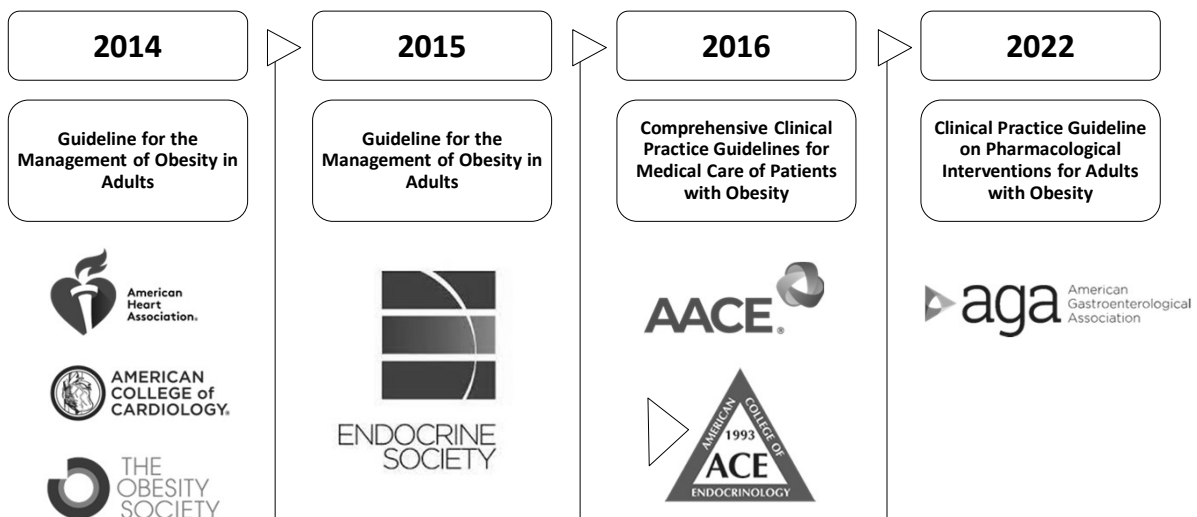 2014
2015
2016
2022
Guideline for the
Management of Obesity in
Adults
Guideline for the
Management of Obesity in
Adults
Comprehensive Clinical
Practice Guidelines for
Medical Care of Patients
with Obesity
Clinical Practice Guideline
on Pharmacological
Interventions for Adults
with Obesity
American
Heart
Association®
AMERICAN
COLLEGE of
CARDIOLOGY®
THE
OBESITY
SOCIETY
ENDOCRINE
SOCIETY
AACE®
AMERICAN COLLEGE OF
1993
ACE
ENDOCRINOLOGY
aga
American
Gastroenterological
Association